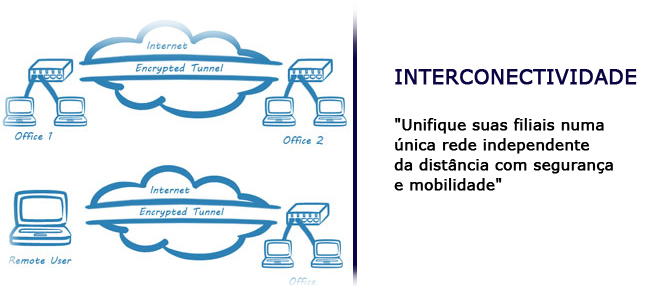 Internet
Encrypted Tunnel
Office 1
Office 2
Internet
Encrypted Tunnel
Remote User
Office
INTERCONECTIVIDADE
"Unifique suas filiais numa
única rede independente
da distância com segurança
e mobilidade"